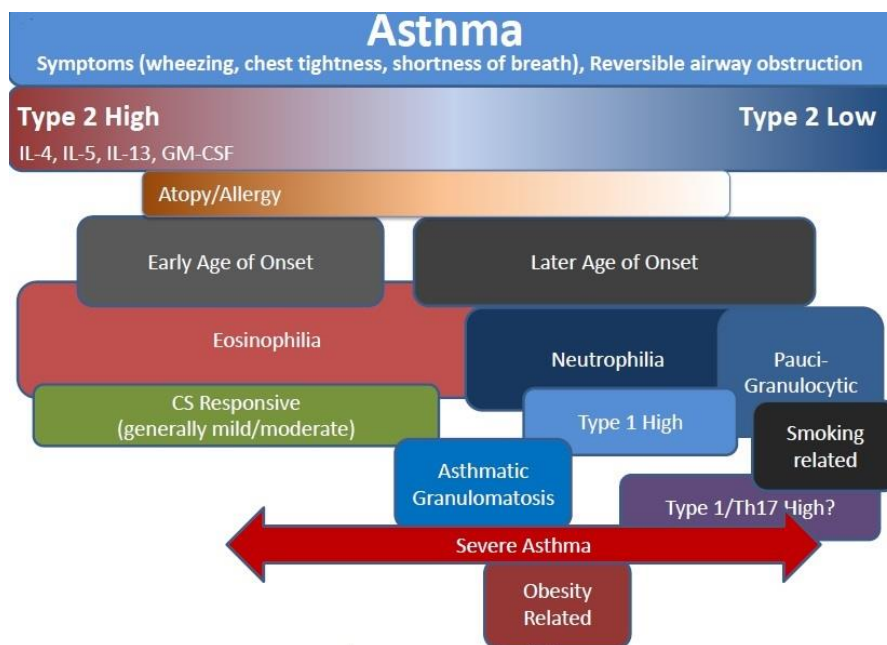 Asthma
Symptoms (wheezing, chest tightness, shortness of breath), Reversible airway obstruction
Type 2 High
Type 2 Low
IL-4, IL-5, IL-13, GM-CSF
Atopy/Allergy
Early Age of Onset
Later Age of Onset
Eosinophilia
Neutrophilia
Pauci-
Granulocytic
CS Responsive
(generally mild/moderate)
Type 1 High
Smoking
related
Asthmatic
Granulomatosis
Type 1/Th17 High?
Severe Asthma
Obesity
Related